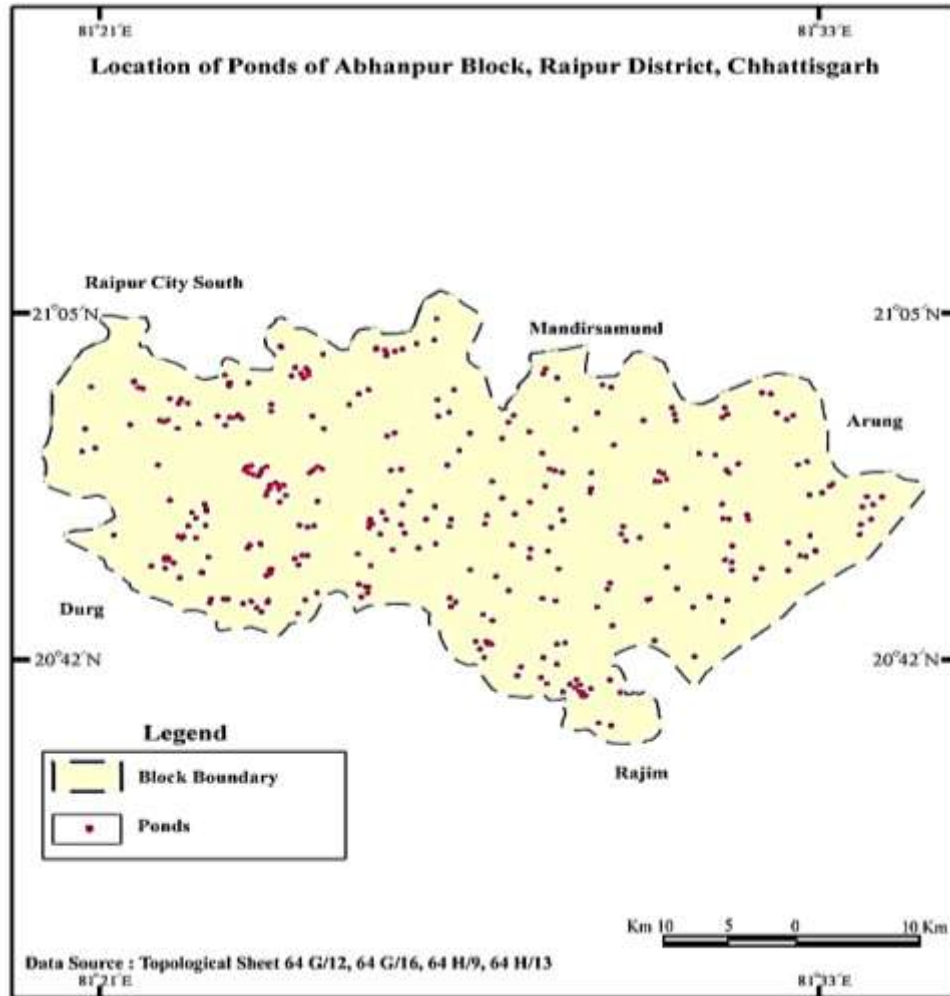 81°21′E 81°33′E
Location of Ponds of Abhanpur Block, Raipur District, Chhattisgarh
Raipur City South
21°05′N 21°05′N
Mandirsamund
Arung
Durg
20°42′N 20°42′N
Legend
Rajim
Block Boundary
Ponds
Km 10 5 0 10 Km
Data Source : Topological Sheet 64 G/12, 64 G/16, 64 H/9, 64 H/13
81°21′E 81°33′E